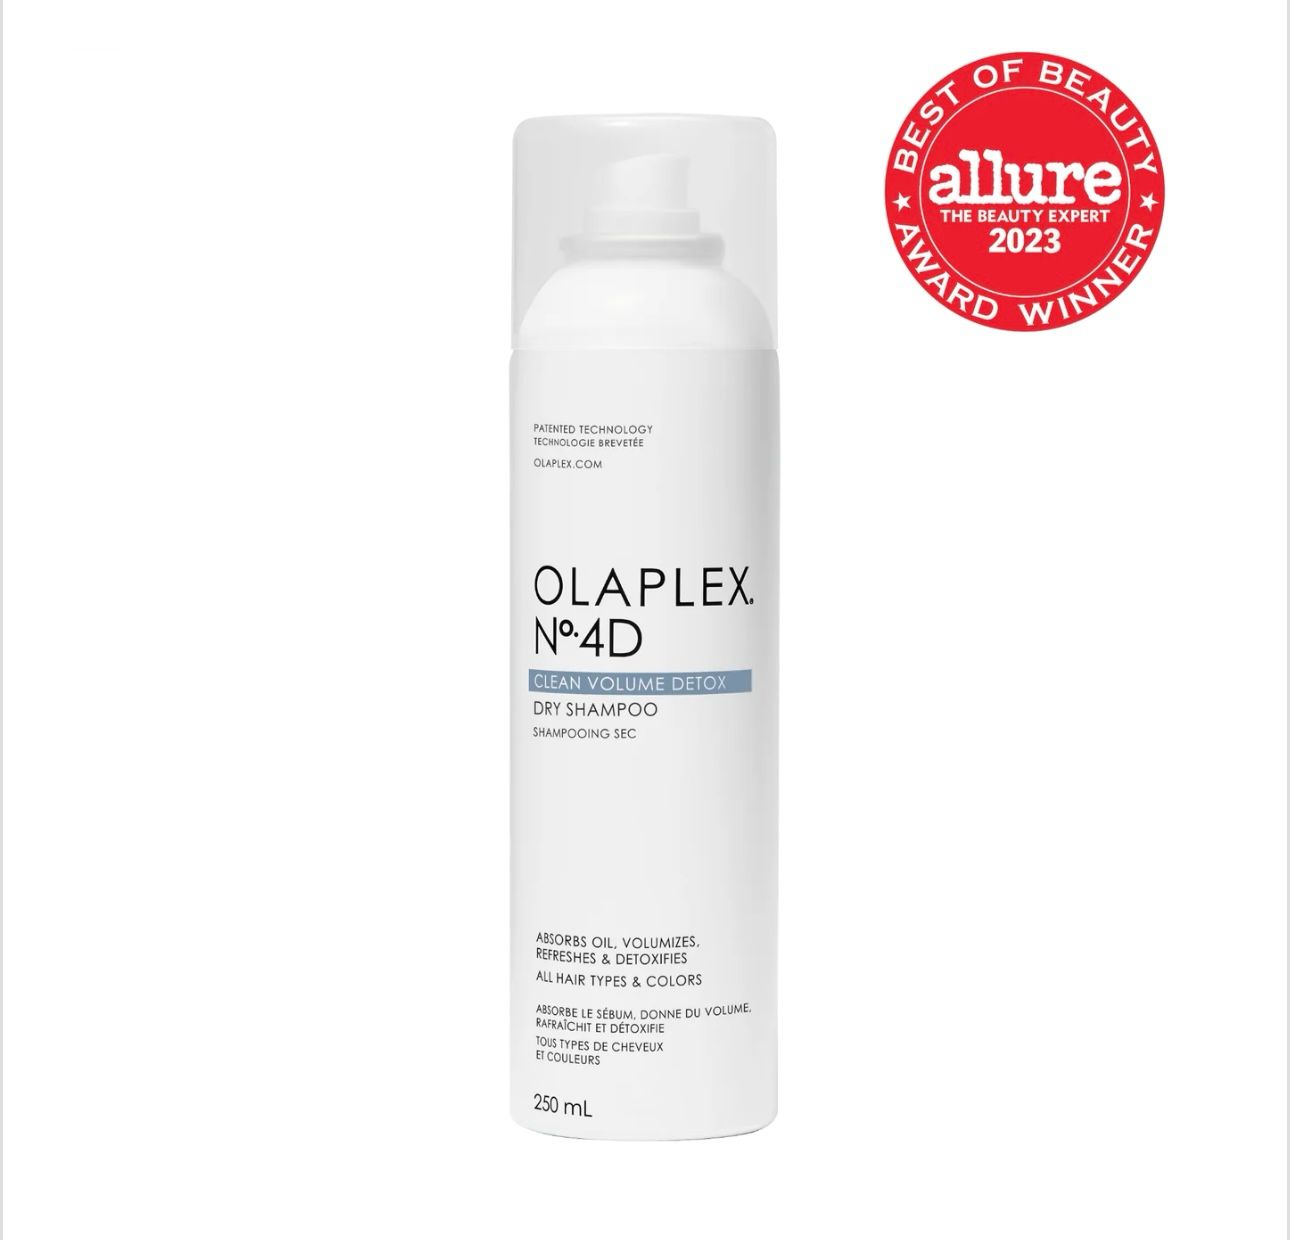 PATENTED TECHNOLOGY
TECHNOLOGIE BREVETÉE
OLAPLEX.COM
OLAPLEX®
Nº.4D
CLEAN VOLUME DETOX
DRY SHAMPOO
SHAMPOOING SEC
ABSORBS OIL, VOLUMIZES,
REFRESHES & DETOXIFIES
ALL HAIR TYPES & COLORS
ABSORBE LE SÉBUM, DONNE DU VOLUME,
RAFRAÎCHIT ET DÉTOXIFIE
TOUS TYPES DE CHEVEUX
ET COULEURS
250 mL
BEST OF BEAUTY
allure
THE BEAUTY EXPERT
2023
AWARD WINNER